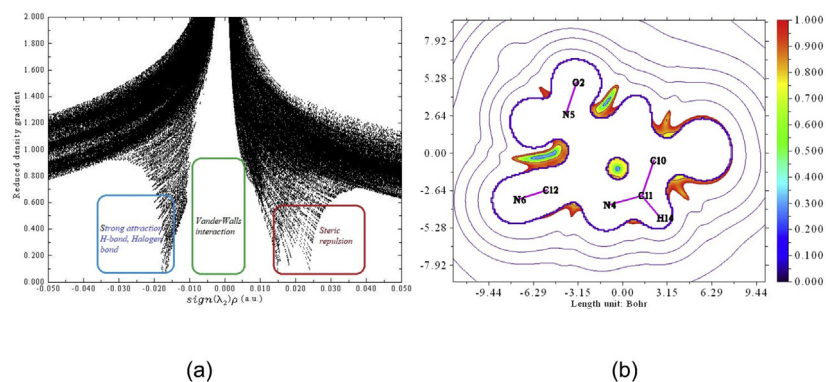 2.000
1.800
1.600
1.400
1.200
1.000
0.800
0.600
0.400
0.200
0.000
Reduced density gradient
Strong attraction
H-bond, Halogen
bond
VanderWalls
interaction
Steric
repulsion
-0.050 -0.040 -0.030 -0.020 -0.010 0.000 0.010 0.020 0.030 0.040 0.050
sign(λ2)ρ (a.u.)
(a)
7.92
5.28
2.64
0.00
-2.64
-5.28
-7.92
O2
N5
C10
C12
N6
N4
C11
H14
-9.44 -6.29 -3.15 0.00 3.15 6.29 9.44
Length unit: Bohr
1.000
0.900
0.800
0.700
0.600
0.500
0.400
0.300
0.200
0.100
0.000
(b)